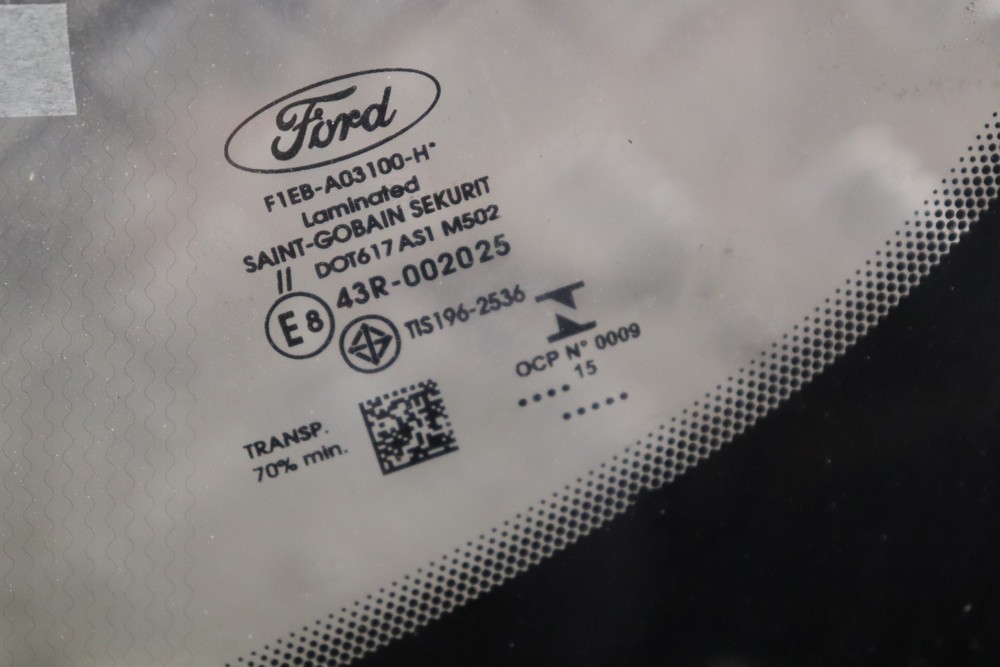 Ford
F1EB-A03100-H*
Laminated
SAINT-GOBAIN SEKURIT
II DOT617 AS1 M502
E8 43R-002025
TIS196-2536
OCP N° 0009
..... 15
.....
TRANSP.
70% min.